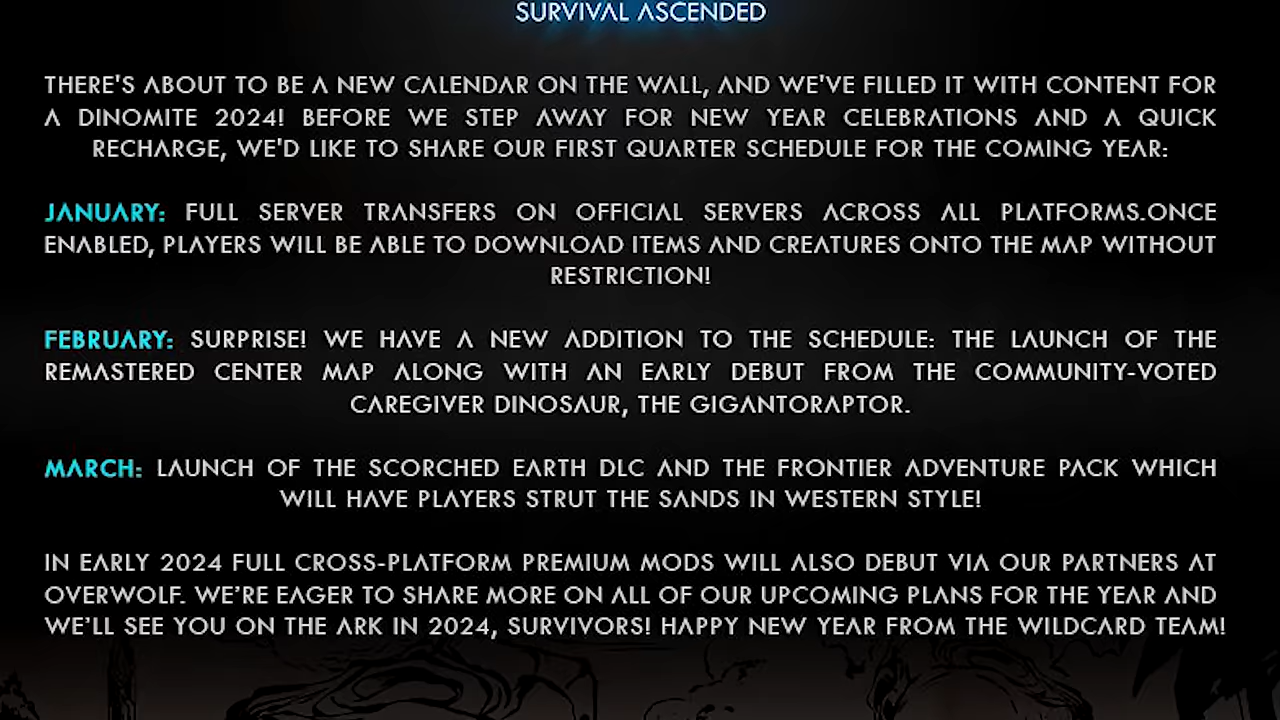 SURVIVAL ASCENDED
THERE'S ABOUT TO BE A NEW CALENDAR ON THE WALL, AND WE'VE FILLED IT WITH CONTENT FOR
A DINOMITE 2024! BEFORE WE STEP AWAY FOR NEW YEAR CELEBRATIONS AND A QUICK
RECHARGE, WE'D LIKE TO SHARE OUR FIRST QUARTER SCHEDULE FOR THE COMING YEAR:
JANUARY: FULL SERVER TRANSFERS ON OFFICIAL SERVERS ACROSS ALL PLATFORMS.ONCE
ENABLED, PLAYERS WILL BE ABLE TO DOWNLOAD ITEMS AND CREATURES ONTO THE MAP WITHOUT
RESTRICTION!
FEBRUARY: SURPRISE! WE HAVE A NEW ADDITION TO THE SCHEDULE: THE LAUNCH OF THE
REMASTERED CENTER MAP ALONG WITH AN EARLY DEBUT FROM THE COMMUNITY-VOTED
CAREGIVER DINOSAUR, THE GIGANTORAPTOR.
MARCH: LAUNCH OF THE SCORCHED EARTH DLC AND THE FRONTIER ADVENTURE PACK WHICH
WILL HAVE PLAYERS STRUT THE SANDS IN WESTERN STYLE!
IN EARLY 2024 FULL CROSS-PLATFORM PREMIUM MODS WILL ALSO DEBUT VIA OUR PARTNERS AT
OVERWOLF. WE'RE EAGER TO SHARE MORE ON ALL OF OUR UPCOMING PLANS FOR THE YEAR AND
WE'LL SEE YOU ON THE ARK IN 2024, SURVIVORS! HAPPY NEW YEAR FROM THE WILDCARD TEAM!